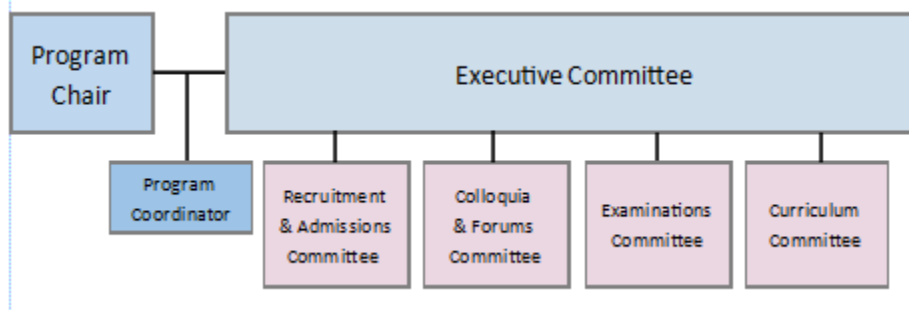 Program
Chair
Executive Committee
Program
Coordinator
Recruitment
& Admissions
Committee
Colloquia
& Forums
Committee
Examinations
Committee
Curriculum
Committee